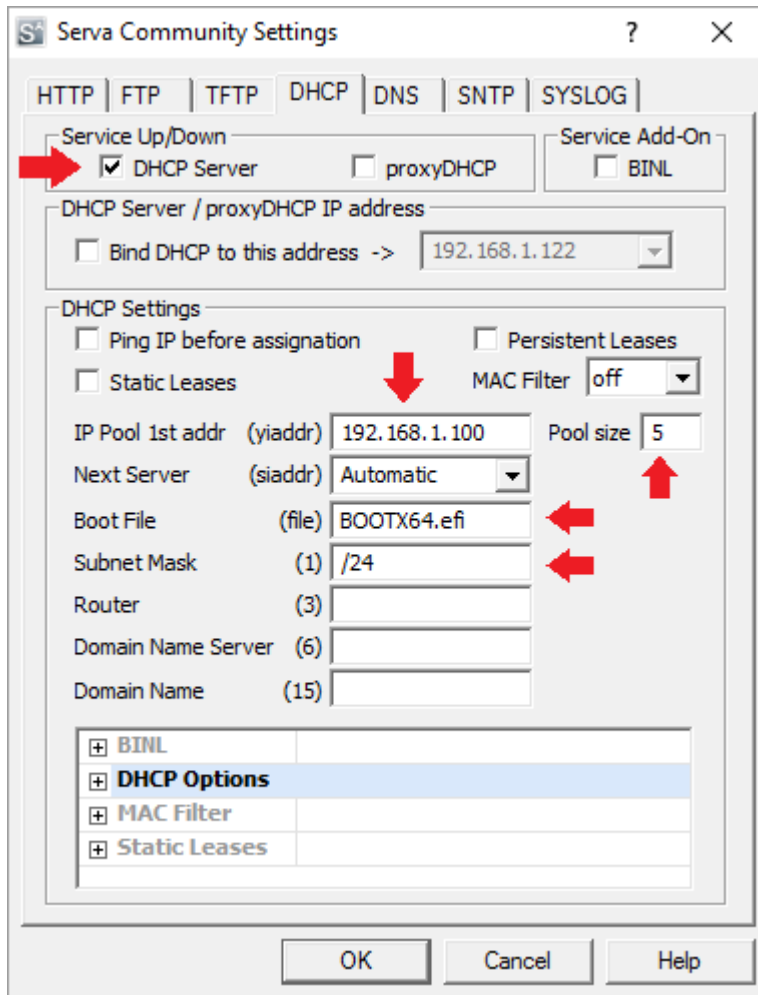 Serva Community Settings ? ×
HTTP FTP TFTP DHCP DNS SNTP SYSLOG
Service Up/Down Service Add-On
DHCP Server proxyDHCP BINL
DHCP Server / proxyDHCP IP address
Bind DHCP to this address -> 192.168.1.122
DHCP Settings
Ping IP before assignation Persistent Leases
Static Leases MAC Filter off
IP Pool 1st addr (yiaddr) 192.168.1.100 Pool size 5
Next Server (siaddr) Automatic
Boot File (file) BOOTX64.efi
Subnet Mask (1) /24
Router (3)
Domain Name Server (6)
Domain Name (15)
BINL
DHCP Options
MAC Filter
Static Leases
OK Cancel Help